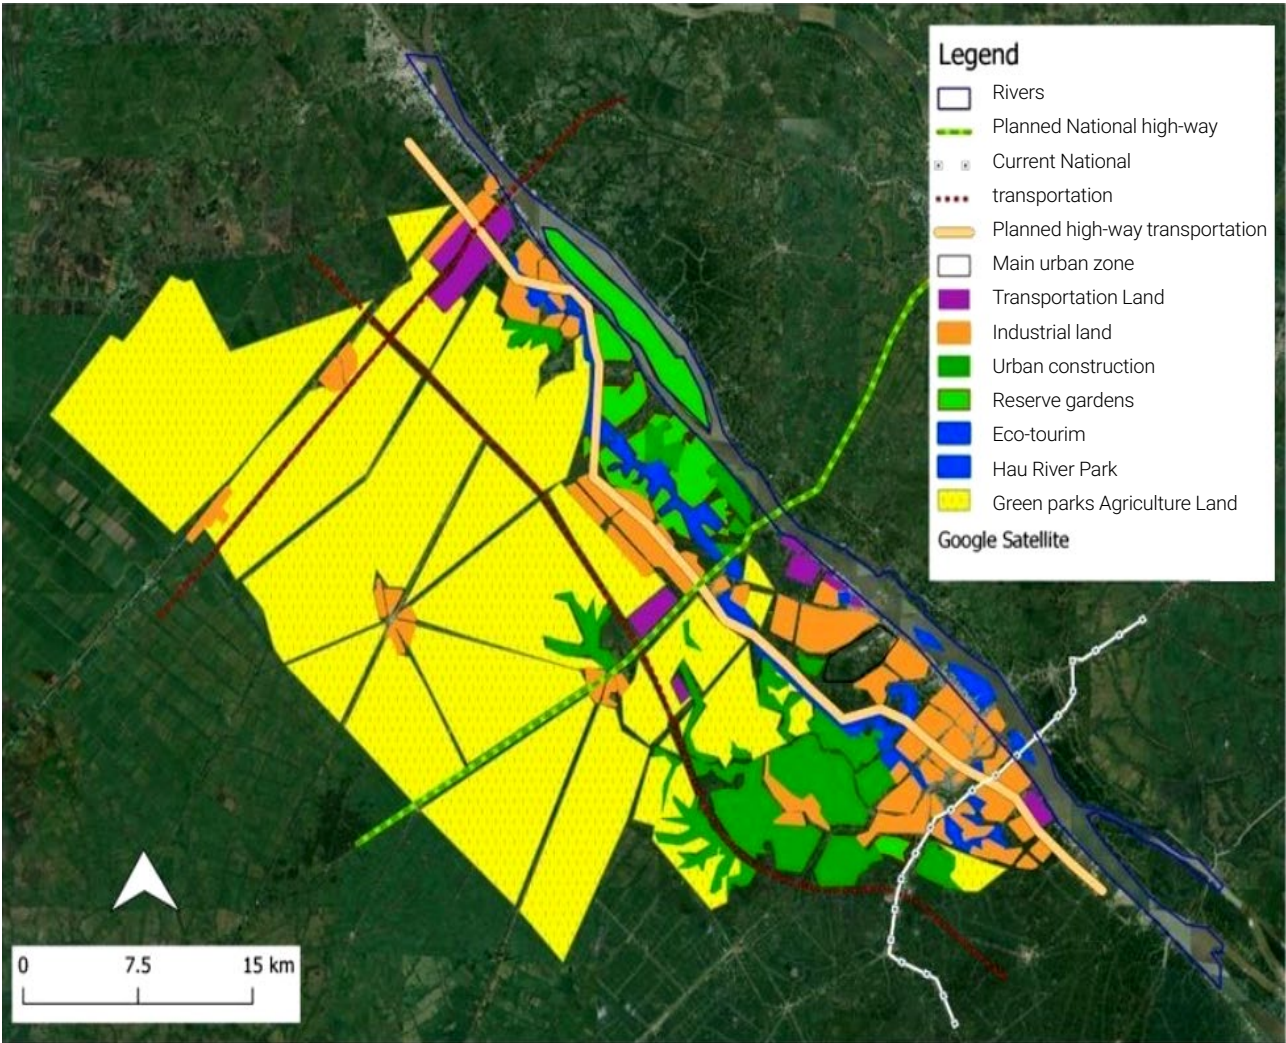 Legend
Rivers
Planned National high-way
Current National
transportation
Planned high-way transportation
Main urban zone
Transportation Land
Industrial land
Urban construction
Reserve gardens
Eco-tourim
Hau River Park
Green parks Agriculture Land
Google Satellite
0 7.5 15 km